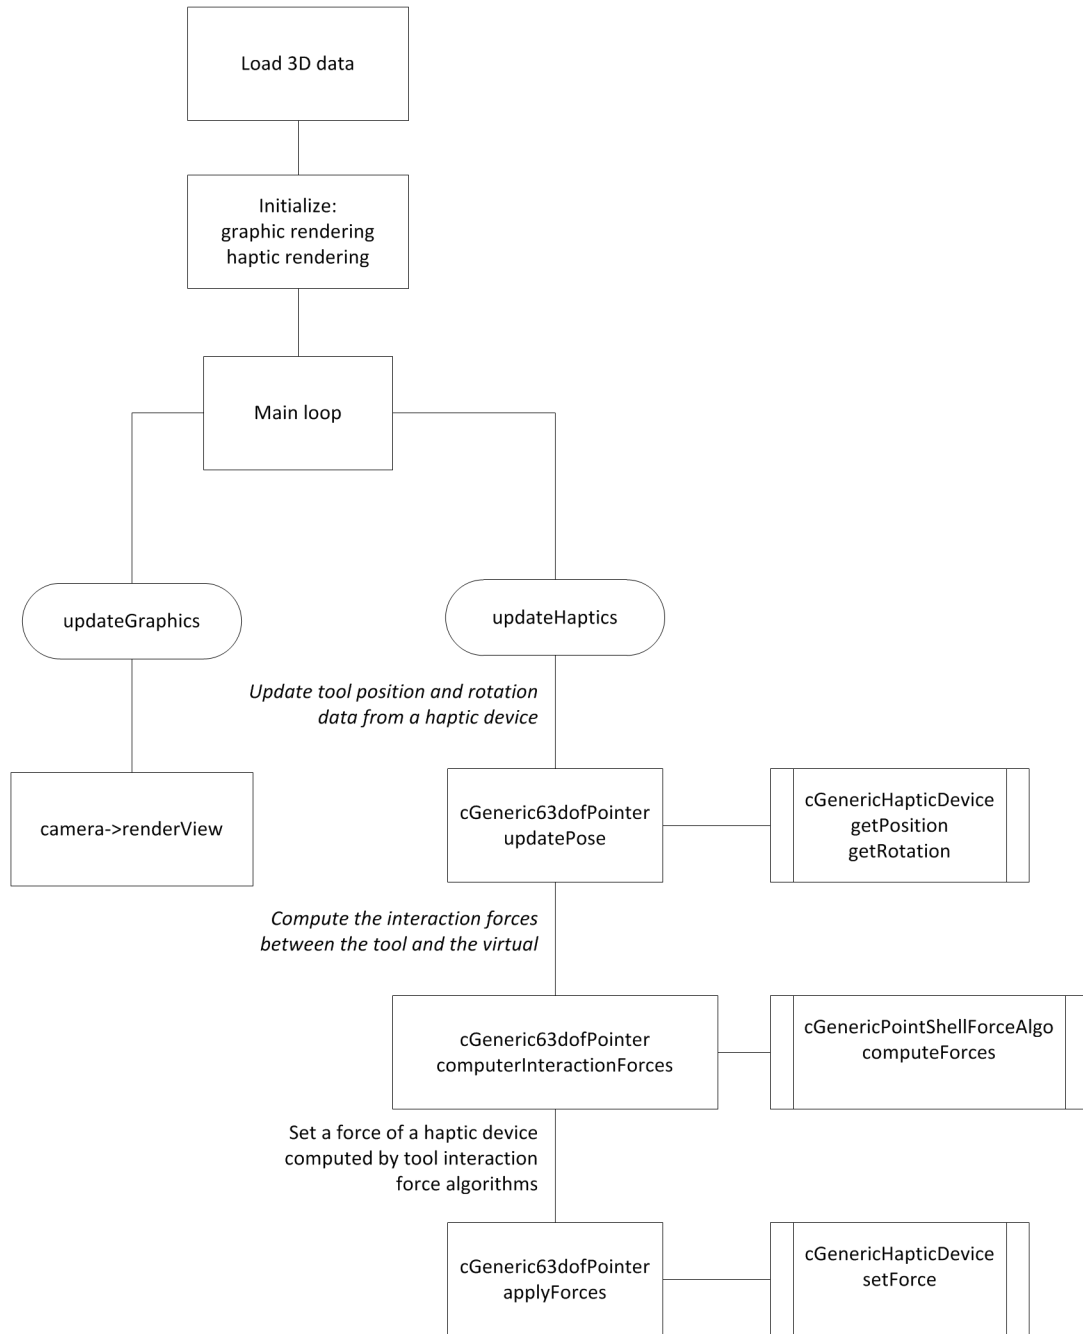 Load 3D data
Initialize:
graphic rendering
haptic rendering
Main loop
updateGraphics
updateHaptics
Update tool position and rotation
data from a haptic device
camera->renderView
cGeneric63dofPointer
updatePose
cGenericHapticDevice
getPosition
getRotation
Compute the interaction forces
between the tool and the virtual
cGeneric63dofPointer
computerInteractionForces
cGenericPointShellForceAlgo
computeForces
Set a force of a haptic device
computed by tool interaction
force algorithms
cGeneric63dofPointer
applyForces
cGenericHapticDevice
setForce